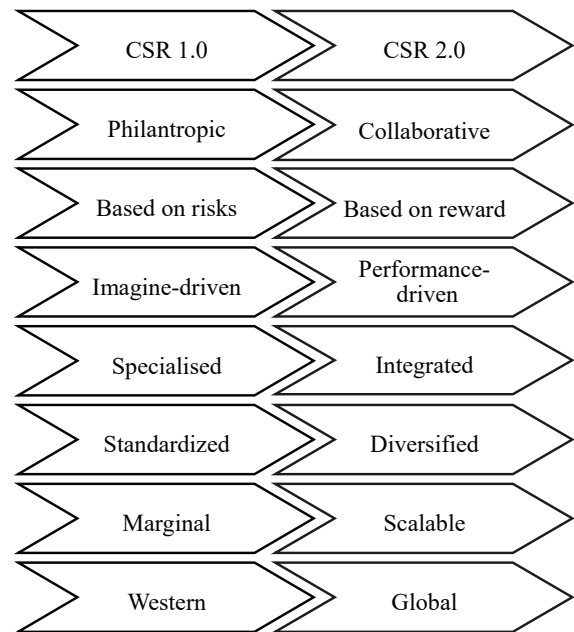 CSR 1.0
CSR 2.0
Philantropic
Collaborative
Based on risks
Based on reward
Imagine-driven
Performance-
driven
Specialised
Integrated
Standardized
Diversified
Marginal
Scalable
Western
Global